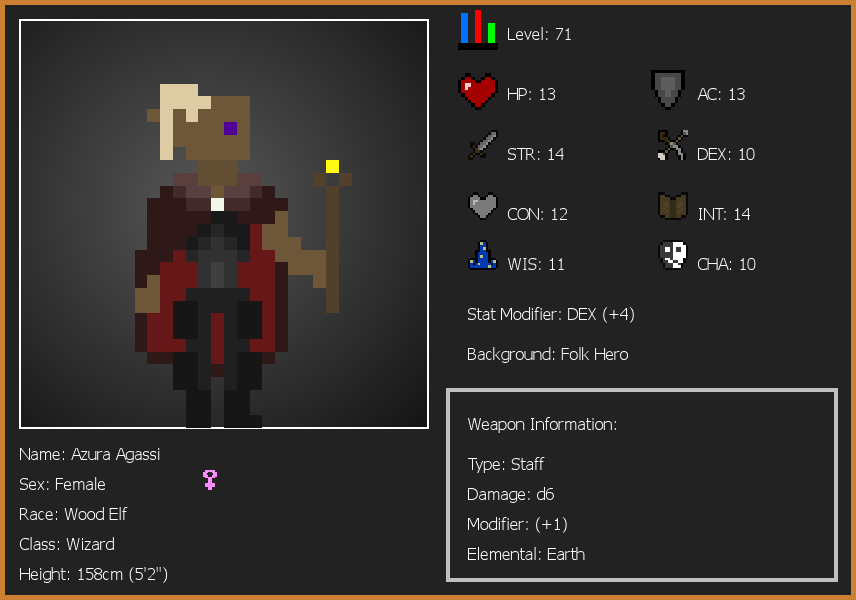 Level: 71
HP: 13
AC: 13
STR: 14
DEX: 10
CON: 12
INT: 14
WIS: 11
CHA: 10
Stat Modifier: DEX (+4)
Background: Folk Hero
Weapon Information:
Type: Staff
Damage: d6
Modifier: (+1)
Elemental: Earth
Name: Azura Agassi
Sex: Female
Race: Wood Elf
Class: Wizard
Height: 158cm (5'2")